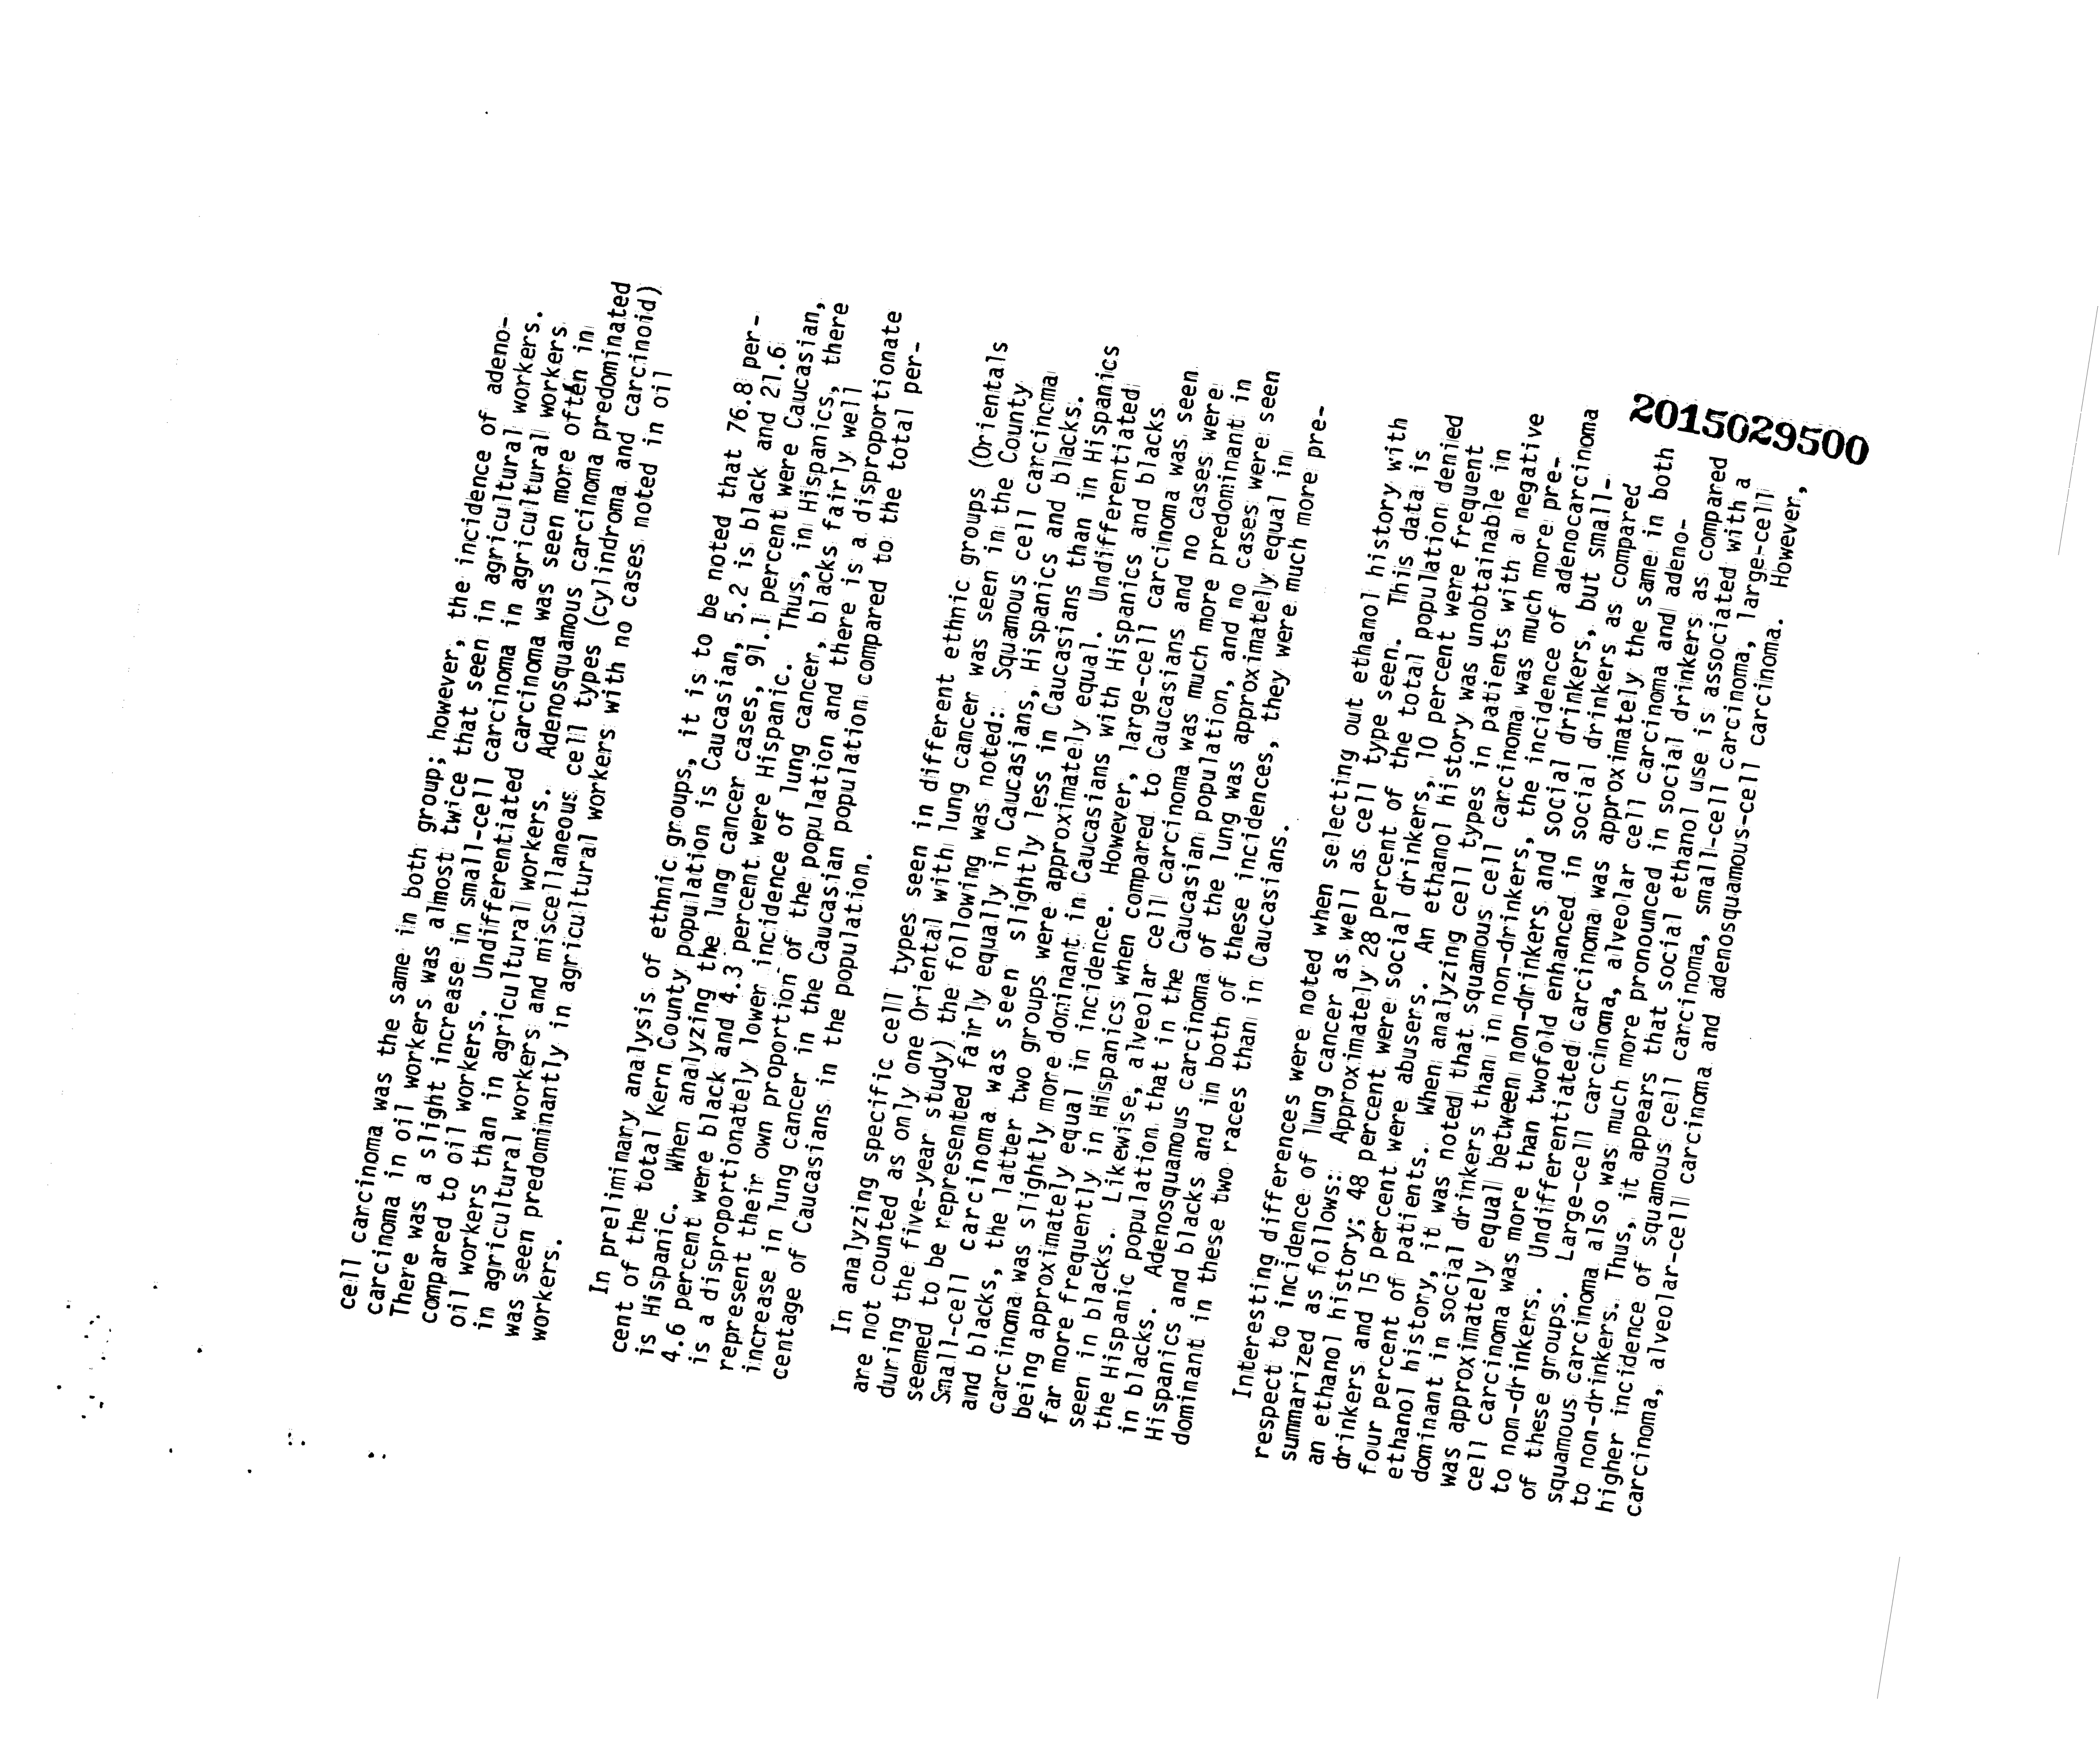 cell carcinoma was the same in both group; however, the incidence of adeno-
carcinoma in oil workers was almost twice that seen in agricultural workers.
There was a slight increase in small-cell carcinoma in agricultural workers
compared to oil workers. Undifferentiated carcinoma was seen more often in
oil workers than in agricultural workers. Adenosquamous carcinoma predominated
in agricultural workers and miscellaneous cell types (cylindroma and carcinoid)
was seen predominantly in agricultural workers with no cases noted in oil
workers.
In preliminary analysis of ethnic groups, it is to be noted that 76.8 per-
cent of the total Kern County population is Caucasian, 5.2 is black and 21.6
is Hispanic. When analyzing the lung cancer cases, 91.1 percent were Caucasian,
4.6 percent were black and 4.3 percent were Hispanic. Thus, in Hispanics, there
is a disproportionately lower incidence of lung cancer, blacks fairly well
represent their own proportion of the population and there is a disproportionate
increase in lung cancer in the Caucasian population compared to the total per-
centage of Caucasians in the population.
In analyzing specific cell types seen in different ethnic groups (Orientals
are not counted as only one Oriental with lung cancer was seen in the County
during the five-year study) the following was noted: Squamous cell carcinoma
seemed to be represented fairly equally in Caucasians, Hispanics and blacks.
Small-cell carcinoma was seen slightly less in Caucasians than in Hispanics
and blacks, the latter two groups were approximately equal. Undifferentiated
carcinoma was slightly more dominant in Caucasians with Hispanics and blacks
being approximately equal in incidence. However, large-cell carcinoma was seen
far more frequently in Hispanics when compared to Caucasians and no cases were
seen in blacks. Likewise, alveolar cell carcinoma was much more predominant in
the Hispanic population that in the Caucasian population, and no cases were seen
in blacks. Adenosquamous carcinoma of the lung was approximately equal in
Hispanics and blacks and in both of these incidences, they were much more pre-
dominant in these two races than in Caucasians.
Interesting differences were noted when selecting out ethanol history with
respect to incidence of lung cancer as well as cell type seen. This data is
summarized as follows: Approximately 28 percent of the total population denied
an ethanol history; 48 percent were social drinkers, 10 percent were frequent
drinkers and 15 percent were abusers. An ethanol history was unobtainable in
four percent of patients. When analyzing cell types in patients with a negative
ethanol history, it was noted that squamous cell carcinoma was much more pre-
dominant in social drinkers than in non-drinkers, the incidence of adenocarcinoma
was approximately equal between non-drinkers and social drinkers, but small-
cell carcinoma was more than twofold enhanced in social drinkers as compared
to non-drinkers. Undifferentiated carcinoma was approximately the same in both
of these groups. Large-cell carcinoma, alveolar cell carcinoma and adeno-
squamous carcinoma also was much more pronounced in social drinkers as compared
to non-drinkers. Thus, it appears that social ethanol use is associated with a
higher incidence of squamous cell carcinoma, small-cell carcinoma, large-cell
carcinoma, alveolar-cell carcinoma and adenosquamous-cell carcinoma. However,
2015029500